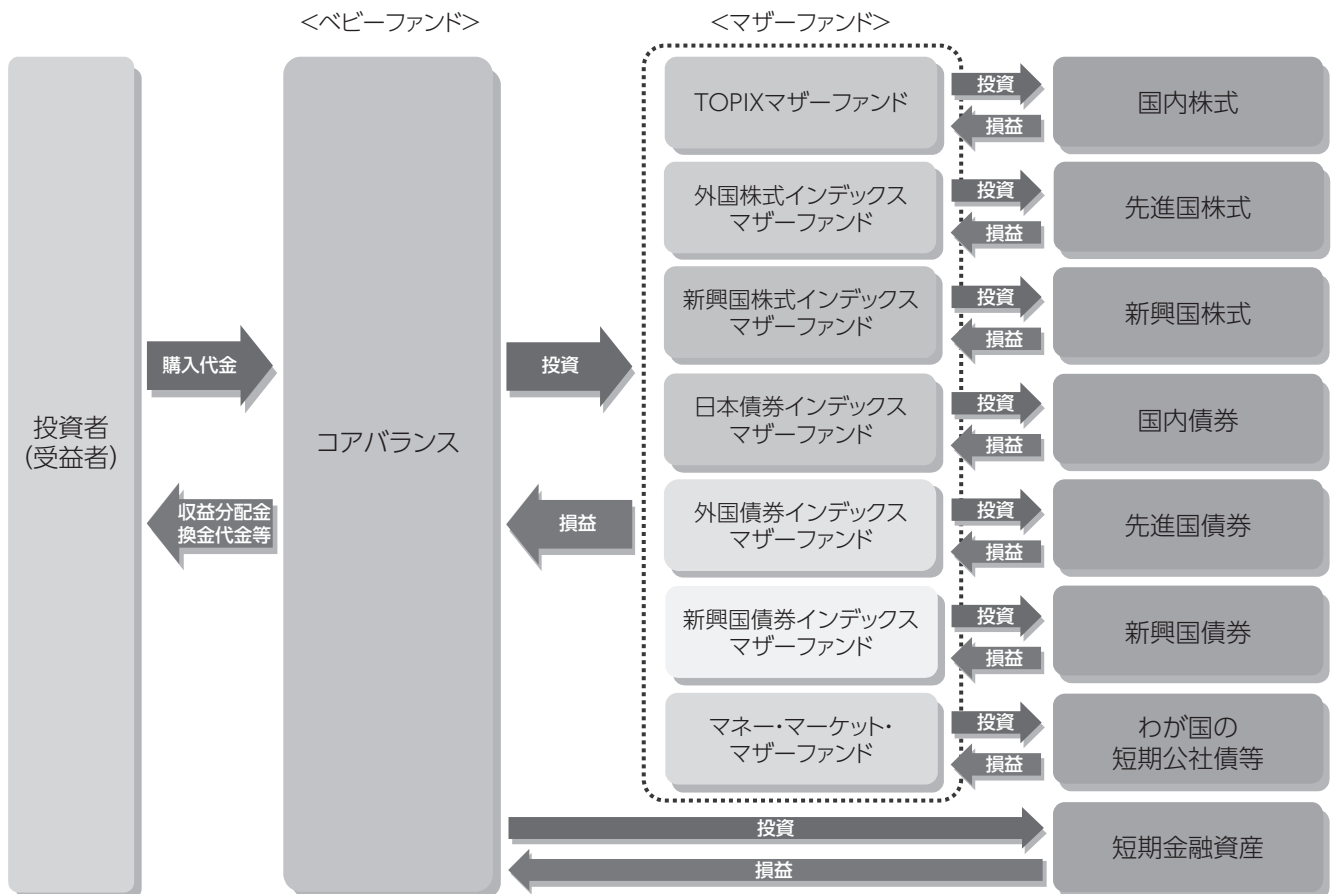 <ベビーファンド>
<マザーファンド>
投資者
(受益者)
購入代金
収益分配金
換金代金等
コアバランス
投資
損益
TOPIXマザーファンド
投資
損益
国内株式
外国株式インデックス
マザーファンド
投資
損益
先進国株式
新興国株式インデックス
マザーファンド
投資
損益
新興国株式
日本債券インデックス
マザーファンド
投資
損益
国内債券
外国債券インデックス
マザーファンド
投資
損益
先進国債券
新興国債券インデックス
マザーファンド
投資
損益
新興国債券
マネー・マーケット・
マザーファンド
投資
損益
わが国の
短期公社債等
投資
損益
短期金融資産